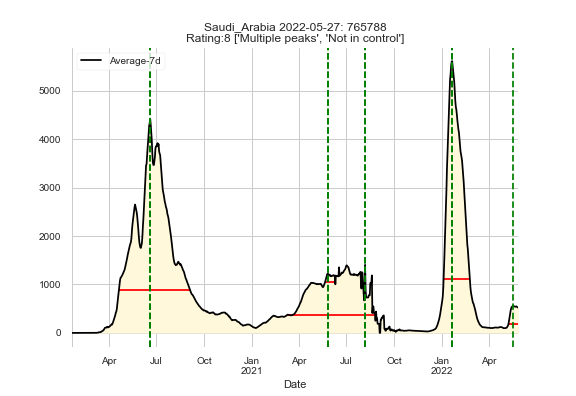 Saudi_Arabia 2022-05-27: 765788
Rating:8 ['Multiple peaks', 'Not in control']
Average-7d
5000
4000
3000
2000
1000
0
Apr Jul Oct Jan Apr Jul Oct Jan Apr
2021 2022
Date